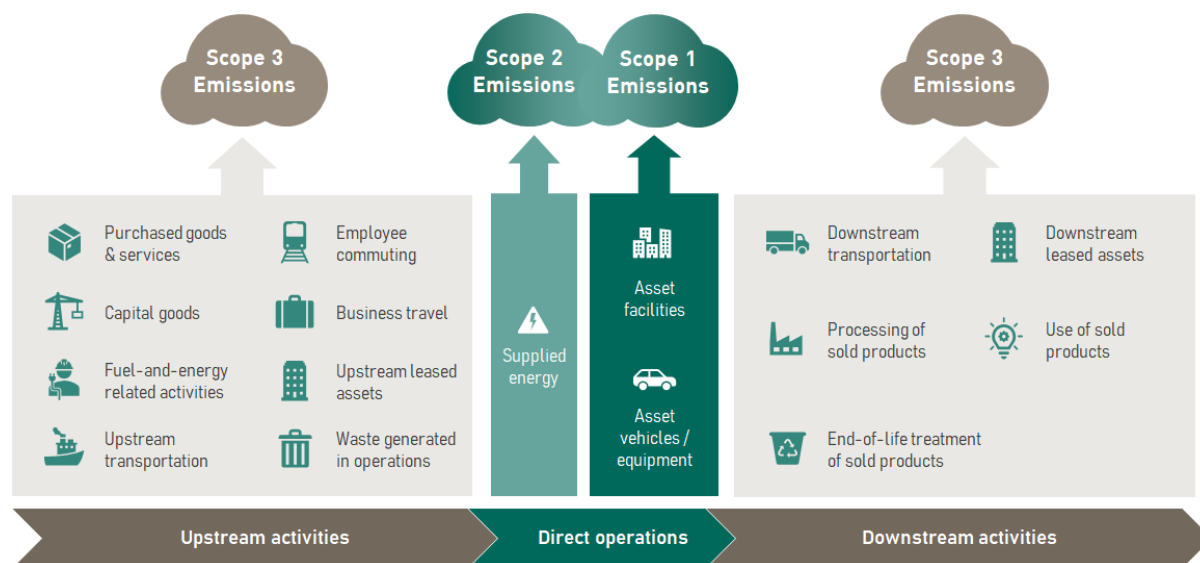 Scope 3
Emissions
Scope 2
Emissions
Scope 1
Emissions
Scope 3
Emissions
Purchased goods
& services
Capital goods
Fuel-and-energy
related activities
Upstream
transportation
Employee
commuting
Business travel
Upstream leased
assets
Waste generated
in operations
Supplied
energy
Asset
facilities
Asset
vehicles /
equipment
Downstream
transportation
Processing of
sold products
End-of-life treatment
of sold products
Downstream
leased assets
Use of sold
products
Upstream activities
Direct operations
Downstream activities